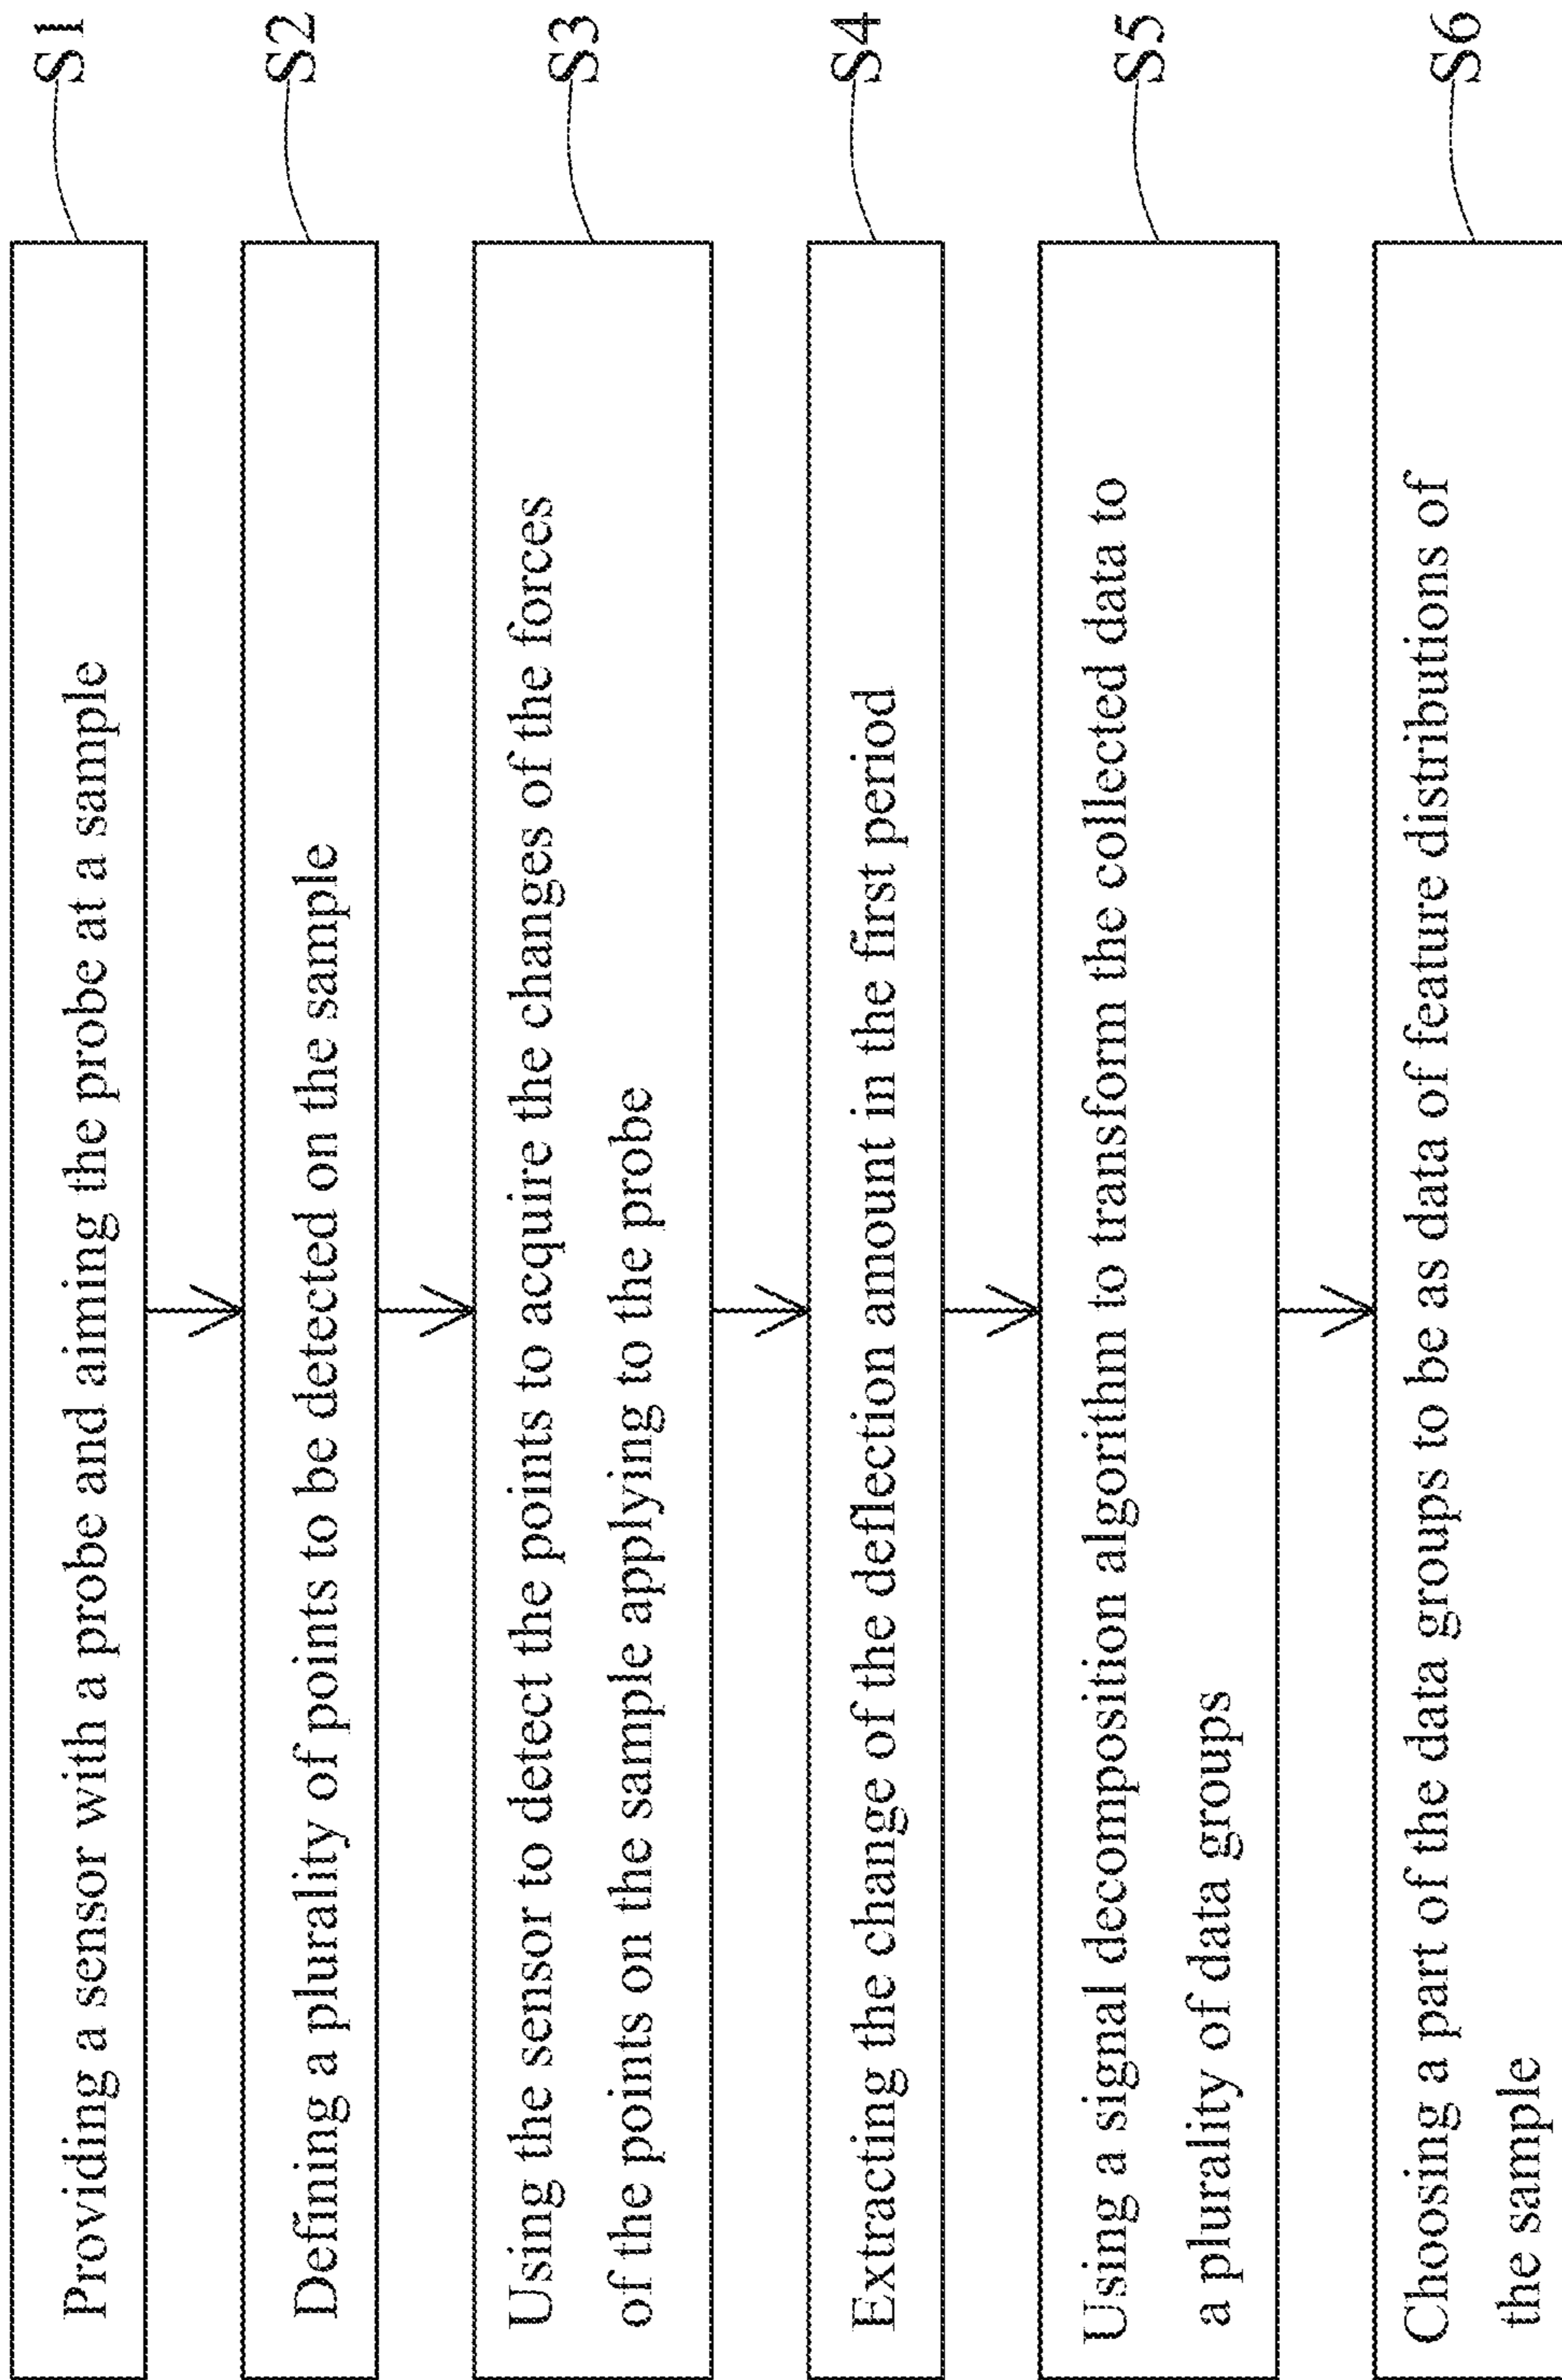 Providing a sensor with a probe and aiming the probe at a sample
S1
Defining a plurality of points to be detected on the sample
S2
Using the sensor to detect the points to acquire the changes of the forces
of the points on the sample applying to the probe
S3
Extracting the change of the deflection amount in the first period
S4
Using a signal decomposition algorithm to transform the collected data to
a plurality of data groups
S5
Choosing a part of the data groups to be as data of feature distributions of
the sample
S6